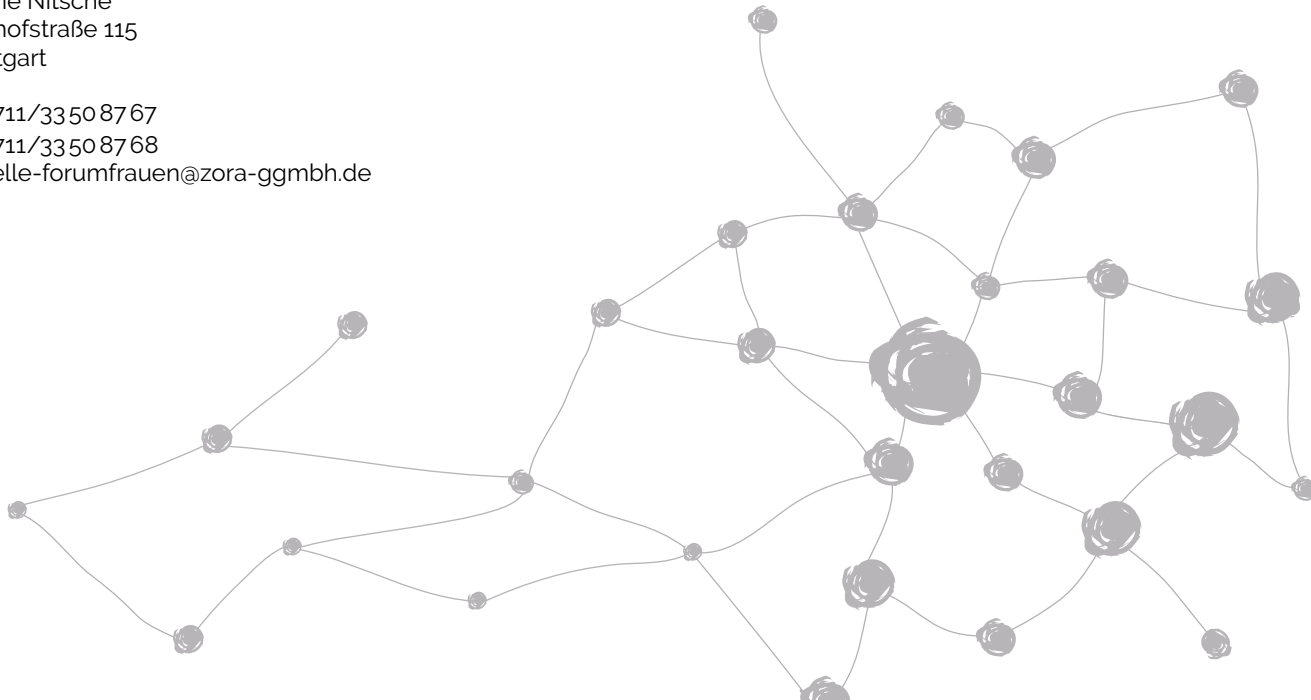 Nitsche
hofstraße 115
tgart
711/33 50 87 67
711/33 50 87 68
elle-forumfrauen@zora-ggmbh.de